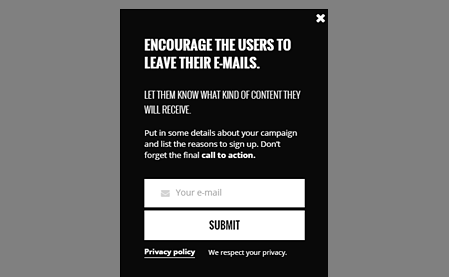 ENCOURAGE THE USERS TO
LEAVE THEIR E-MAILS.
LET THEM KNOW WHAT KIND OF CONTENT THEY
WILL RECEIVE.
Put in some details about your campaign
and list the reasons to sign up. Don't
forget the final call to action.
Your e-mail
SUBMIT
Privacy policy We respect your privacy.